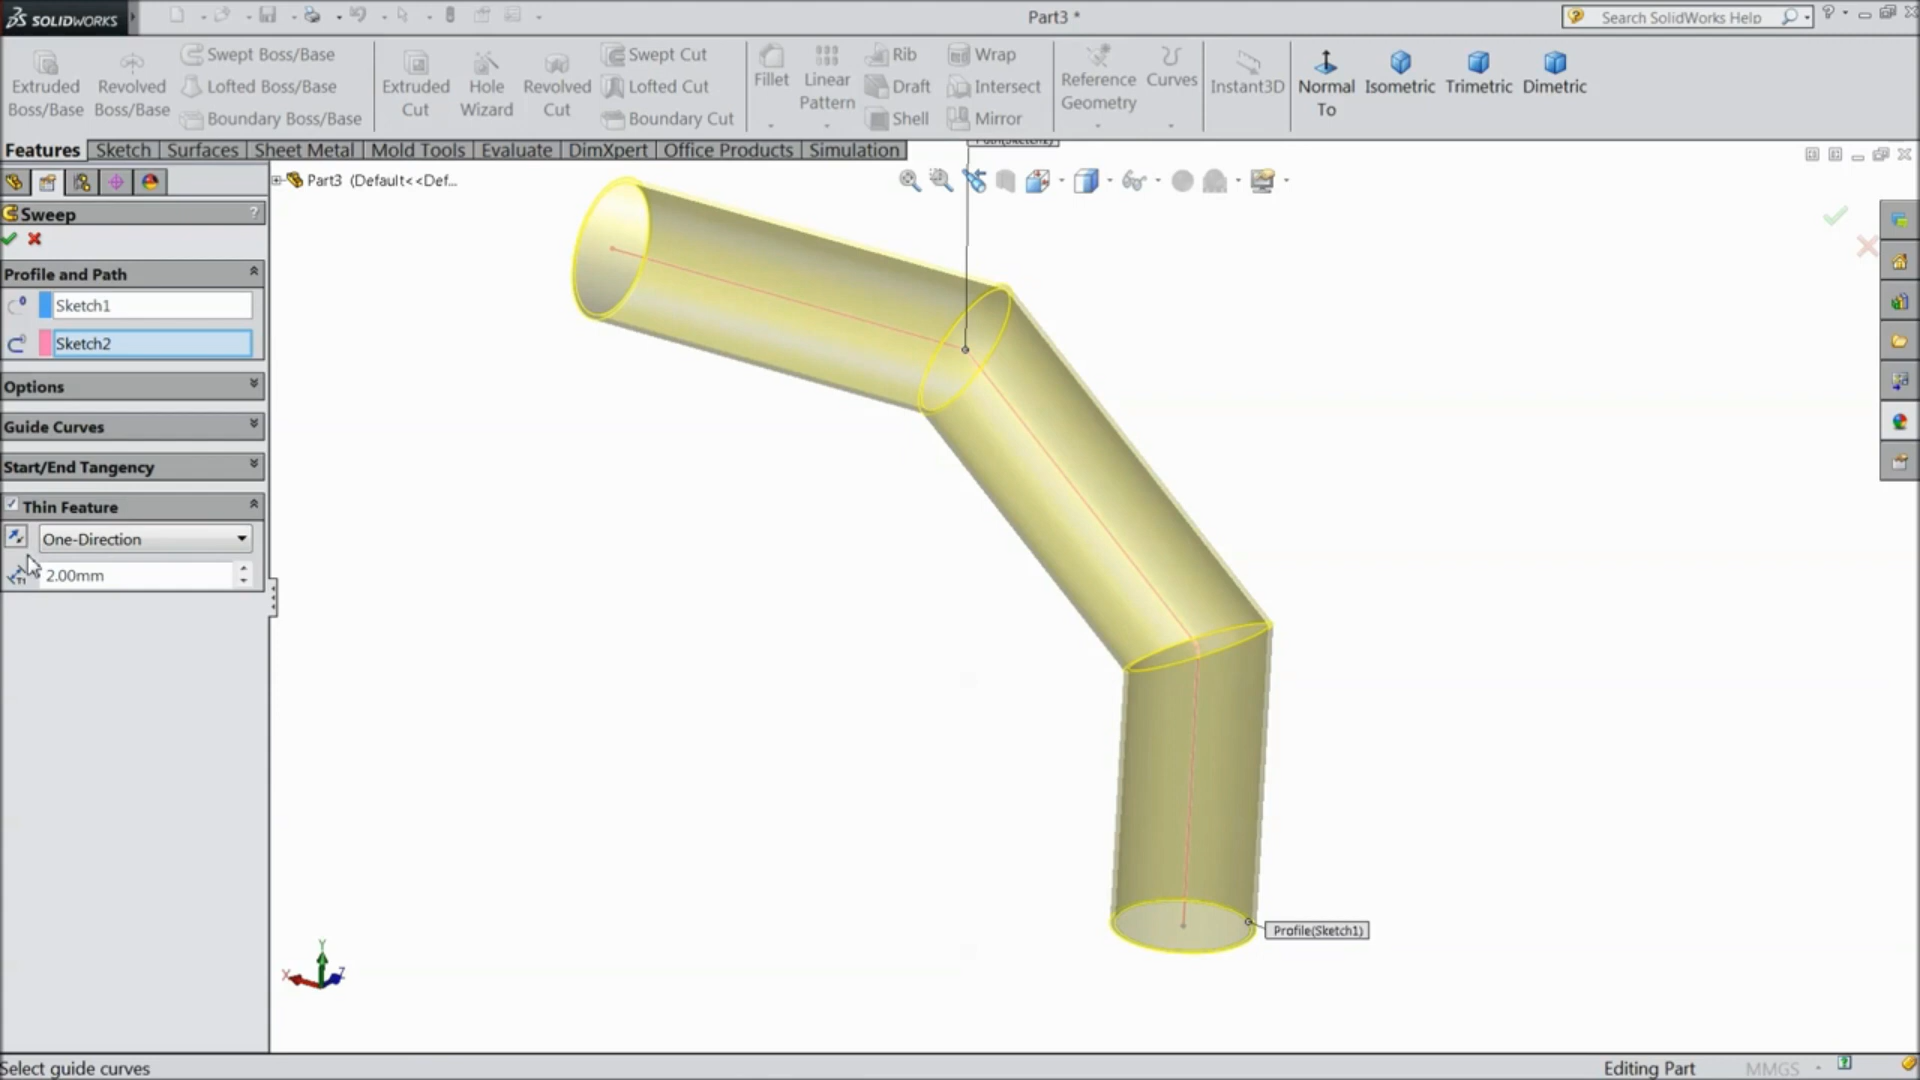 SOLIDWORKS
Part3 *
Search SolidWorks Help
Extruded Boss/Base
Revolved Boss/Base
Swept Boss/Base
Lofted Boss/Base
Boundary Boss/Base
Extruded Cut
Hole Wizard
Revolved Cut
Swept Cut
Lofted Cut
Boundary Cut
Fillet
Linear Pattern
Rib
Draft
Shell
Wrap
Intersect
Mirror
Reference Geometry
Curves
Instant3D
Normal To
Isometric
Trimetric
Dimetric
Features
Sketch
Surfaces
Sheet Metal
Mold Tools
Evaluate
DimXpert
Office Products
Simulation
Part3 (Default<<Def...
Sweep
?
Profile and Path
Sketch1
Sketch2
Options
Guide Curves
Start/End Tangency
Thin Feature
One-Direction
2.00mm
Profile(Sketch1)
Y
X
Z
Select guide curves
Editing Part
MMGS